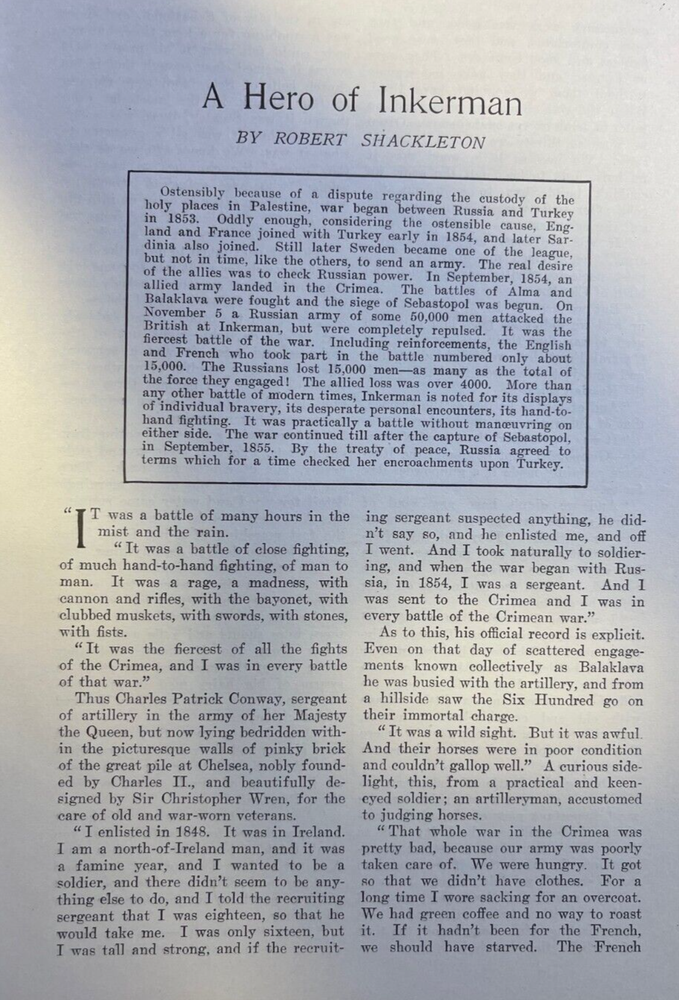 A Hero of Inkerman
BY ROBERT SHACKLETON
Ostensibly because of a dispute regarding the custody of the
holy places in Palestine, war began between Russia and Turkey
in 1853. Oddly enough, considering the ostensible cause, Eng-
land and France joined with Turkey early in 1854, and later Sar-
dinia also joined. Still later Sweden became one of the league,
but not in time, like the others, to send an army. The real desire
of the allies was to check Russian power. In September, 1854, an
allied army landed in the Crimea. The battles of Alma and
Balaklava were fought and the siege of Sebastopol was begun. On
November 5 a Russian army of some 50,000 men attacked the
British at Inkerman, but were completely repulsed. It was the
fiercest battle of the war. Including reinforcements, the English
and French who took part in the battle numbered only about
15,000. The Russians lost 15,000 men—as many as the total of
the force they engaged! The allied loss was over 4000. More than
any other battle of modern times, Inkerman is noted for its displays
of individual bravery, its desperate personal encounters, its hand-to-
hand fighting. It was practically a battle without manœuvring on
either side. The war continued till after the capture of Sebastopol,
in September, 1855. By the treaty of peace, Russia agreed to
terms which for a time checked her encroachments upon Turkey.
"IT was a battle of many hours in the
mist and the rain.
"It was a battle of close fighting,
of much hand-to-hand fighting, of man to
man. It was a rage, a madness, with
cannon and rifles, with the bayonet, with
clubbed muskets, with swords, with stones,
with fists.
"It was the fiercest of all the fights
of the Crimea, and I was in every battle
of that war."
Thus Charles Patrick Conway, sergeant
of artillery in the army of her Majesty
the Queen, but now lying bedridden with-
in the picturesque walls of pinky brick
of the great pile at Chelsea, nobly found-
ed by Charles II., and beautifully de-
signed by Sir Christopher Wren, for the
care of old and war-worn veterans.
"I enlisted in 1848. It was in Ireland.
I am a north-of-Ireland man, and it was
a famine year, and I wanted to be a
soldier, and there didn't seem to be any-
thing else to do, and I told the recruiting
sergeant that I was eighteen, so that he
would take me. I was only sixteen, but
I was tall and strong, and if the recruit-
ing sergeant suspected anything, he did-
n't say so, and he enlisted me, and off
I went. And I took naturally to soldier-
ing, and when the war began with Rus-
sia, in 1854, I was a sergeant. And I
was sent to the Crimea and I was in
every battle of the Crimean war."
As to this, his official record is explicit.
Even on that day of scattered engage-
ments known collectively as Balaklava
he was busied with the artillery, and from
a hillside saw the Six Hundred go on
their immortal charge.
"It was a wild sight. But it was awful.
And their horses were in poor condition
and couldn't gallop well." A curious side-
light, this, from a practical and keen-
eyed soldier; an artilleryman, accustomed
to judging horses.
"That whole war in the Crimea was
pretty bad, because our army was poorly
taken care of. We were hungry. It got
so that we didn't have clothes. For a
long time I wore sacking for an overcoat.
We had green coffee and no way to roast
it. If it hadn't been for the French,
we should have starved. The French